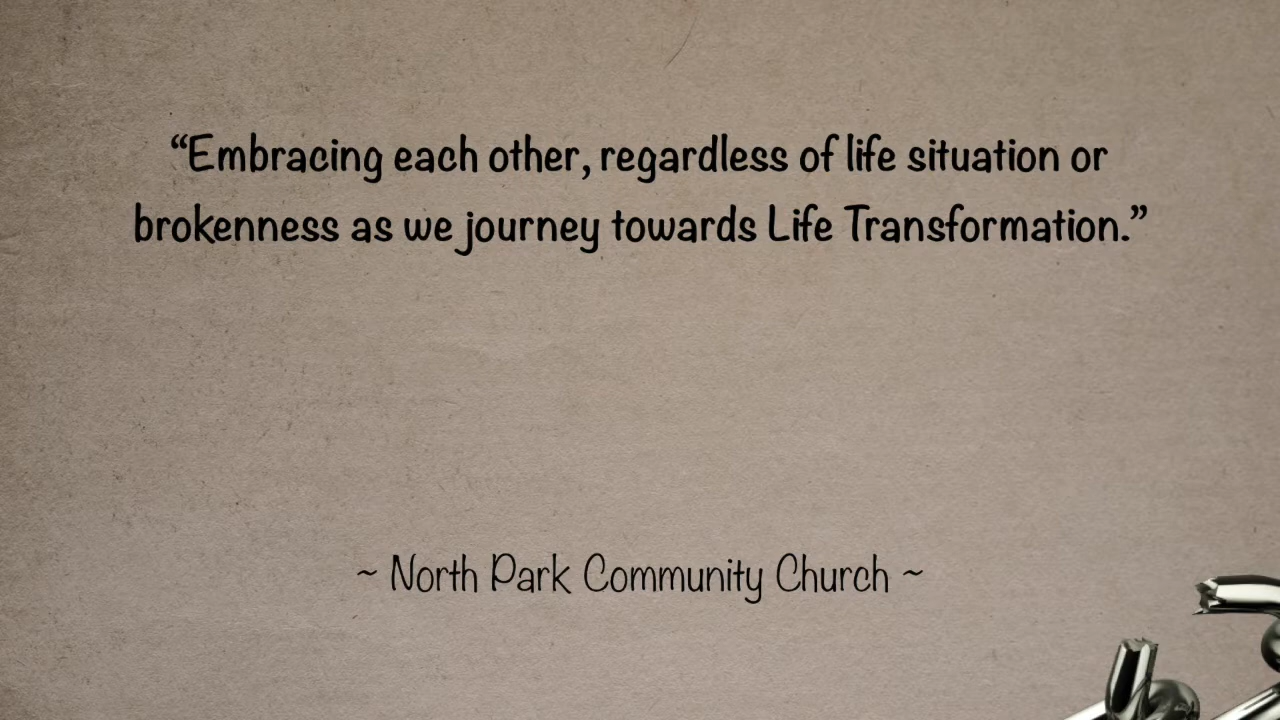 “Embracing each other, regardless of life situation or
brokenness as we journey towards Life Transformation.”
~ North Park Community Church ~